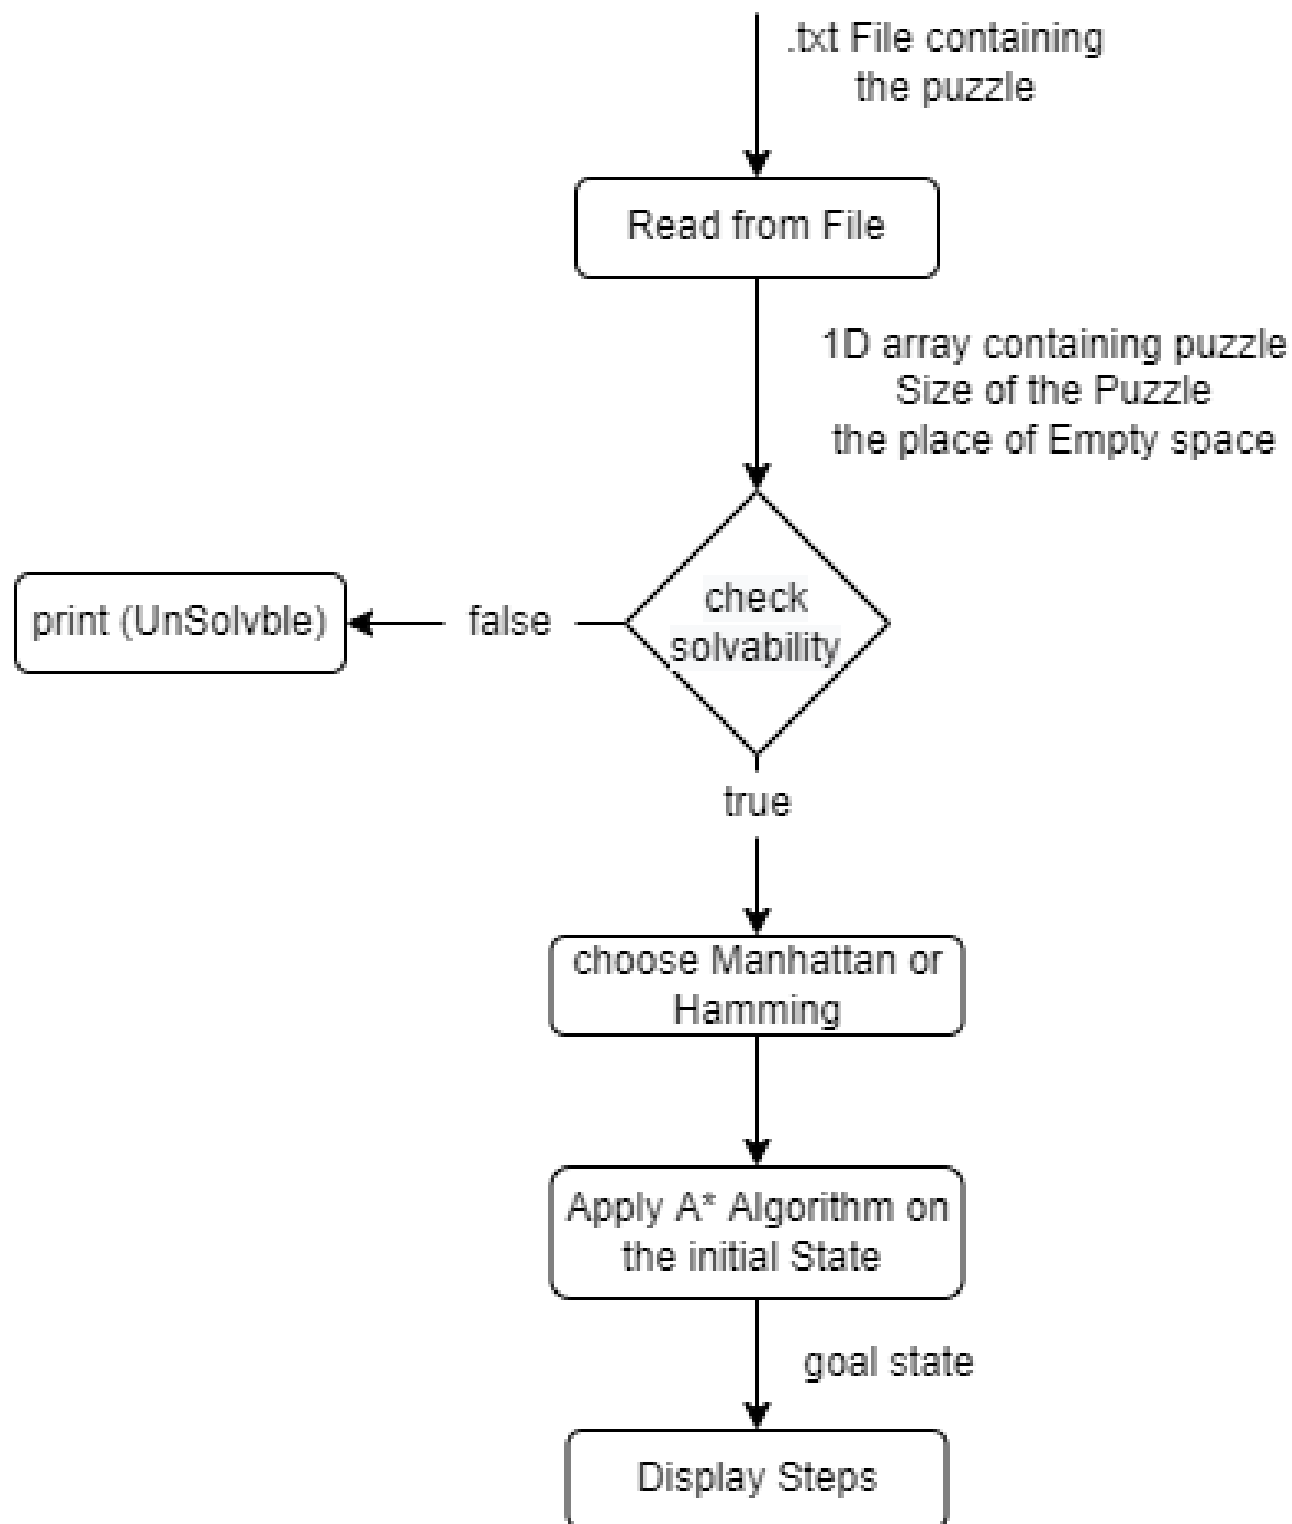 .txt File containing
the puzzle
Read from File
1D array containing puzzle
Size of the Puzzle
the place of Empty space
check
solvability
false
print (UnSolvble)
true
choose Manhattan or
Hamming
Apply A* Algorithm on
the initial State
goal state
Display Steps